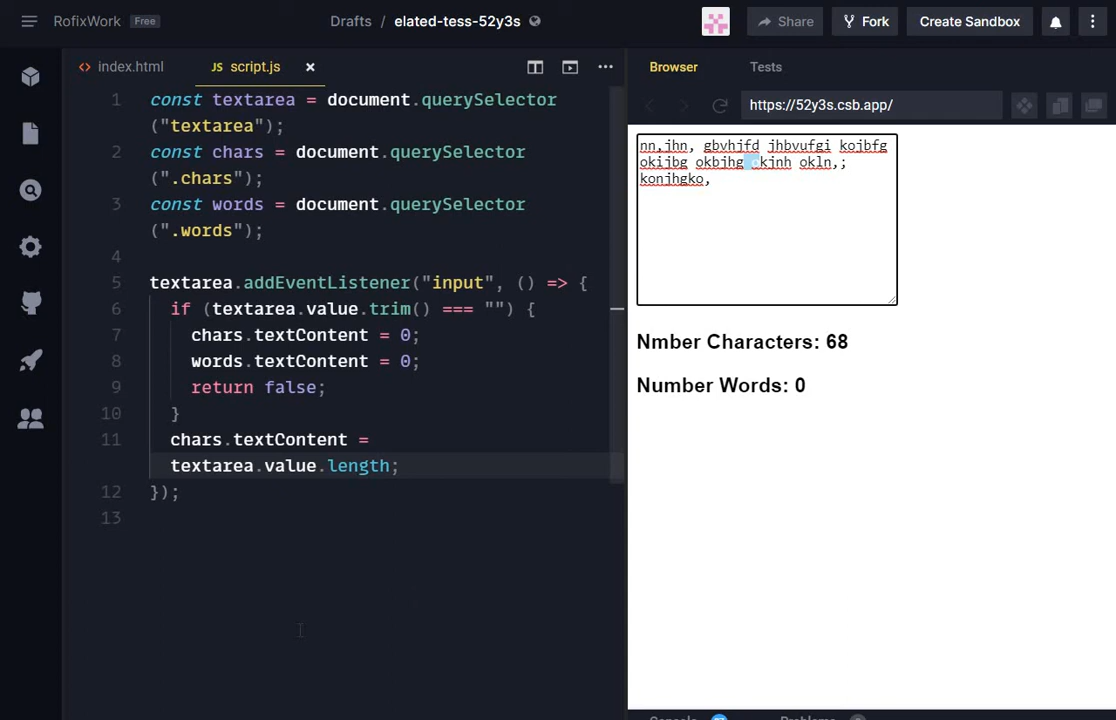 RofixWork Free Drafts / elated-tess-52y3s Share Fork Create Sandbox
index.html JS script.js Browser Tests
https://52y3s.csb.app/
1 const textarea = document.querySelector
("textarea");
2 const chars = document.querySelector
(".chars");
3 const words = document.querySelector
(".words");
4
5 textarea.addEventListener("input", () => {
6 if (textarea.value.trim() === "") {
7 chars.textContent = 0;
8 words.textContent = 0;
9 return false;
10 }
11 chars.textContent =
textarea.value.length;
12 });
13
nn,jhn, gbvhjfd jhbvufgi kojbfg
okijbg okbjhg okjnh okln,;
konjhgko,
Nmber Characters: 68
Number Words: 0